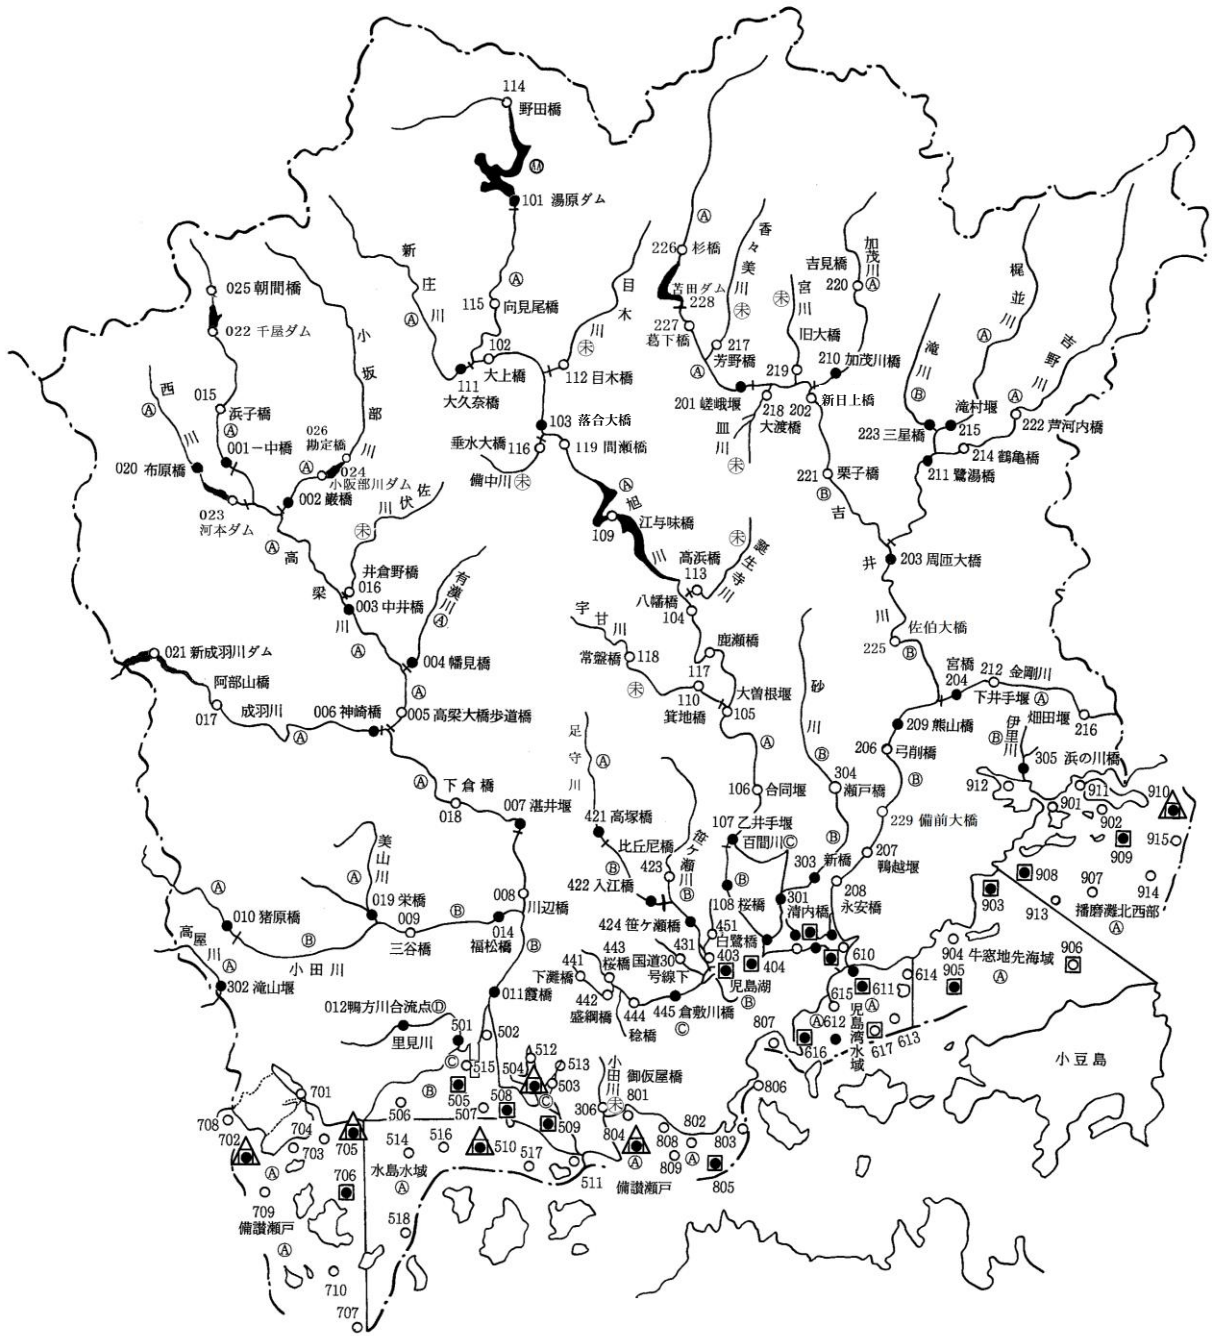 114
野田橋
Ⓜ
101 湯原ダム
新庄川
Ⓐ
Ⓐ
115 向見尾橋
102
大上橋
111
大久奈橋
目木川
㊍
112 目木橋
103 落合大橋
垂水大橋
116
119 間瀬橋
備中川
025 朝間橋
022 千屋ダム
小坂部川
西川
Ⓐ
015
浜子橋
Ⓐ
001 一中橋
026
勘定橋
Ⓐ
024
小阪部川ダム
020 布原橋
002 巌橋
023
河本ダム
Ⓐ
高梁川
佐伏川
井倉野橋
016
003 中井橋
有漢川
Ⓐ
Ⓐ
004 幡見橋
021 新成羽川ダム
阿部山橋
017
成羽川
Ⓐ
006 神崎橋
Ⓐ
005 高梁大橋歩道橋
Ⓐ
下倉橋
018
007 湛井堰
226 杉橋
Ⓐ
香々美川
苫田ダム
228
227
葛下橋
217
芳野橋
Ⓐ
201 嵯峨堰
宮川
旧大橋
219
218
大渡橋
皿川
加茂川
Ⓐ
吉見橋
220
210 加茂川橋
202
新田上橋
221
栗子橋
Ⓑ
吉井川
滝川
Ⓑ
梶並川
Ⓐ
吉野川
Ⓐ
滝村堰
223 三星橋
215
222 芦河内橋
214 鶴亀橋
211 鷺湯橋
203 周匝大橋
佐伯大橋
225
Ⓑ
Ⓐ
旭川
109
江与味橋
高浜橋
113
誕生寺川
八幡橋
104
宇甘川
常盤橋
118
鹿瀬橋
117
110
箕地橋
大曽根堰
105
Ⓐ
106 合同堰
107 乙井手堰
百間川Ⓒ
Ⓑ
108 桜橋
砂川
Ⓑ
304
瀬戸橋
Ⓑ
303 新橋
301
清内橋
宮橋
204
212 金剛川
下井手堰 Ⓐ
216
209 熊山橋
206 弓削橋
Ⓑ
229 備前大橋
207
鴨越堰
208
永安橋
畑田堰
伊里川
Ⓑ
305 浜の川橋
912
911
910
901
902
909
915
908
907
914
903
913
播磨灘北西部
Ⓐ
904
906
905
牛窓地先海域
Ⓐ
足守川
Ⓐ
421 高塚橋
比丘尼橋
Ⓑ
423
422 入江橋
笹ヶ瀬川
Ⓑ
424 笹ヶ瀬橋
451
白鷺橋
443
桜橋
431
国道30
号線下
403
404
児島湖
Ⓑ
441
下灘橋
442
盛綱橋
444
稔橋
445 倉敷川橋
Ⓒ
美山川
Ⓐ
Ⓐ
019 栄橋
Ⓑ
009
三谷橋
008
川辺橋
014
福松橋
Ⓑ
010 猪原橋
Ⓑ
小田川
高屋川
Ⓐ
302 滝山堰
011 霞橋
012 鴨方川合流点Ⓓ
里見川
501
502
Ⓒ
515
505
Ⓑ
506
507
508
512
504
513
503
Ⓒ
509
510
511
514
516
517
518
水島水域
Ⓐ
小田川
御仮屋橋
306
801
802
803
804
Ⓐ
808
809
Ⓐ
805
備讃瀬戸
806
807
610
611
Ⓐ
612
613
614
615
Ⓐ
616
617
児島湾水域
小豆島
701
708
702
704
703
705
Ⓐ
706
709
備讃瀬戸
Ⓐ
710
707